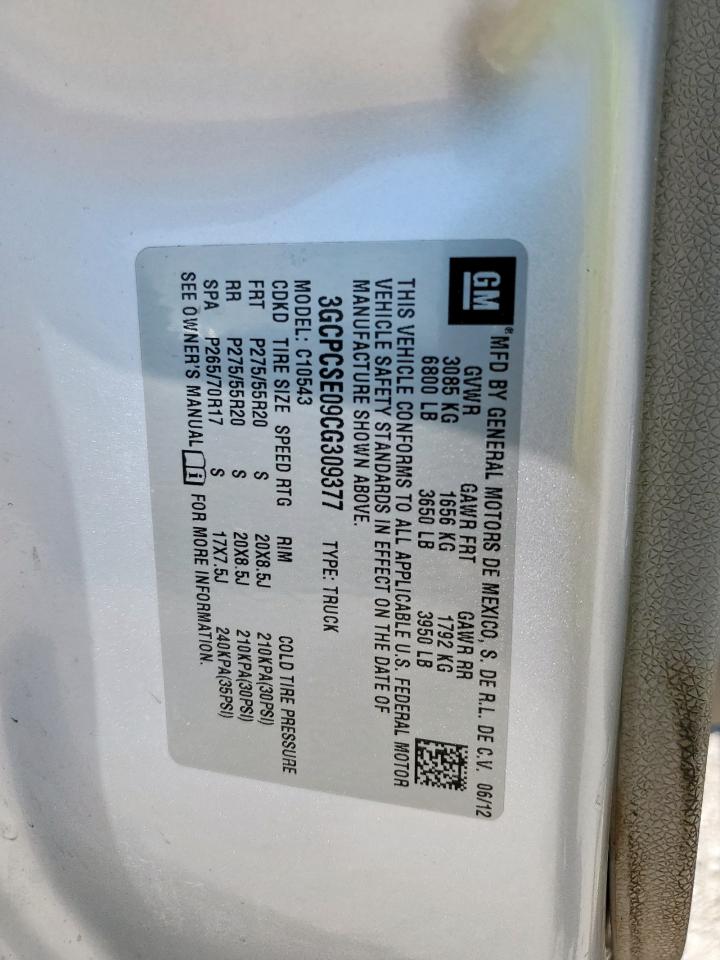 GM ® MFD BY GENERAL MOTORS DE MEXICO, S. DE R.L. DE C.V. 06/12
GVWR GAWR FRT GAWR RR
3085 KG 1656 KG 1792 KG
6800 LB 3650 LB 3950 LB
THIS VEHICLE CONFORMS TO ALL APPLICABLE U.S. FEDERAL MOTOR
VEHICLE SAFETY STANDARDS IN EFFECT ON THE DATE OF
MANUFACTURE SHOWN ABOVE.
3GCPCSE09CG309377 TYPE: TRUCK
MODEL: C10543
CDKD TIRE SIZE SPEED RTG RIM COLD TIRE PRESSURE
FRT P275/55R20 S 20X8.5J 210KPA(30PSI)
RR P275/55R20 S 20X8.5J 210KPA(30PSI)
SPA P265/70R17 S 17X7.5J 240KPA(35PSI)
SEE OWNER'S MANUAL i FOR MORE INFORMATION.